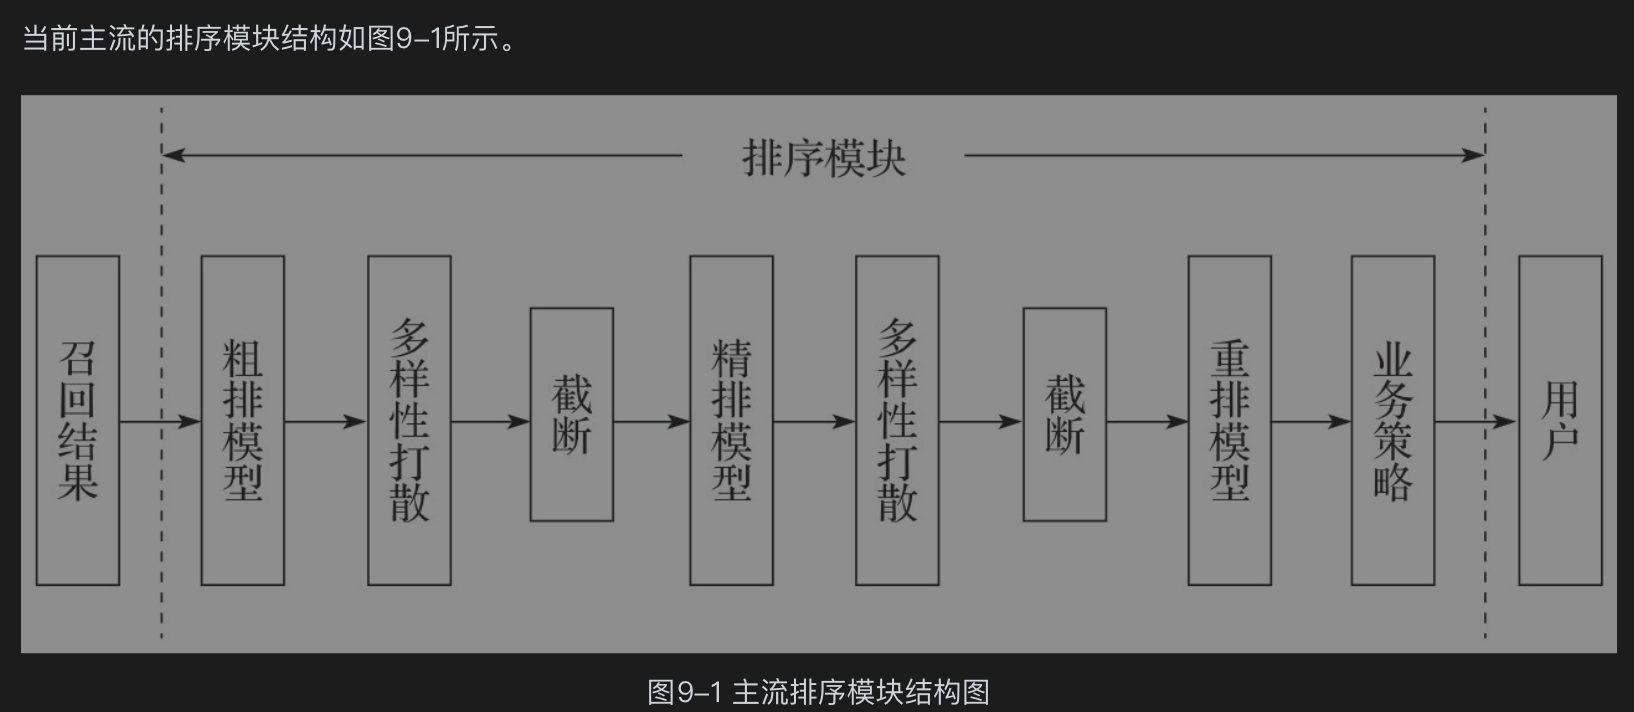 当前主流的排序模块结构如图9-1所示。
排序模块
召回结果
粗排模型
多样性打散
截断
精排模型
多样性打散
截断
重排模型
业务策略
用户
图9-1 主流排序模块结构图